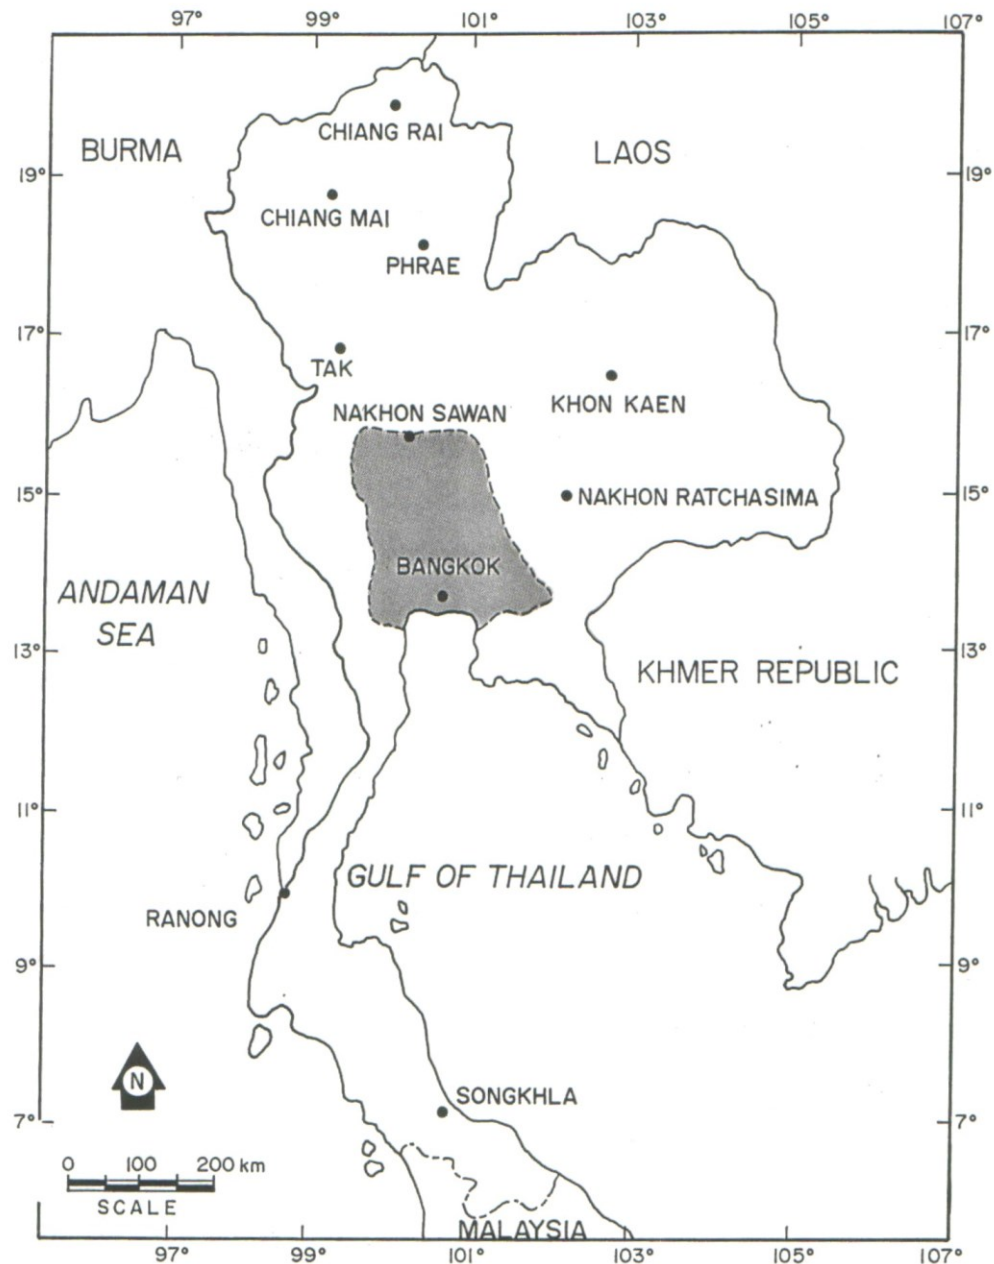 97° 99° 101° 103° 105° 107°
CHIANG RAI
BURMA
LAOS
19° 19°
CHIANG MAI
PHRAE
17° 17°
TAK
KHON KAEN
NAKHON SAWAN
15° NAKHON RATCHASIMA 15°
BANGKOK
ANDAMAN
SEA
13° 13°
KHMER REPUBLIC
11° 11°
GULF OF THAILAND
RANONG
9° 9°
N
SONGKHLA
7° 7°
0 100 200 km
SCALE
MALAYSIA
97° 99° 101° 103° 105° 107°